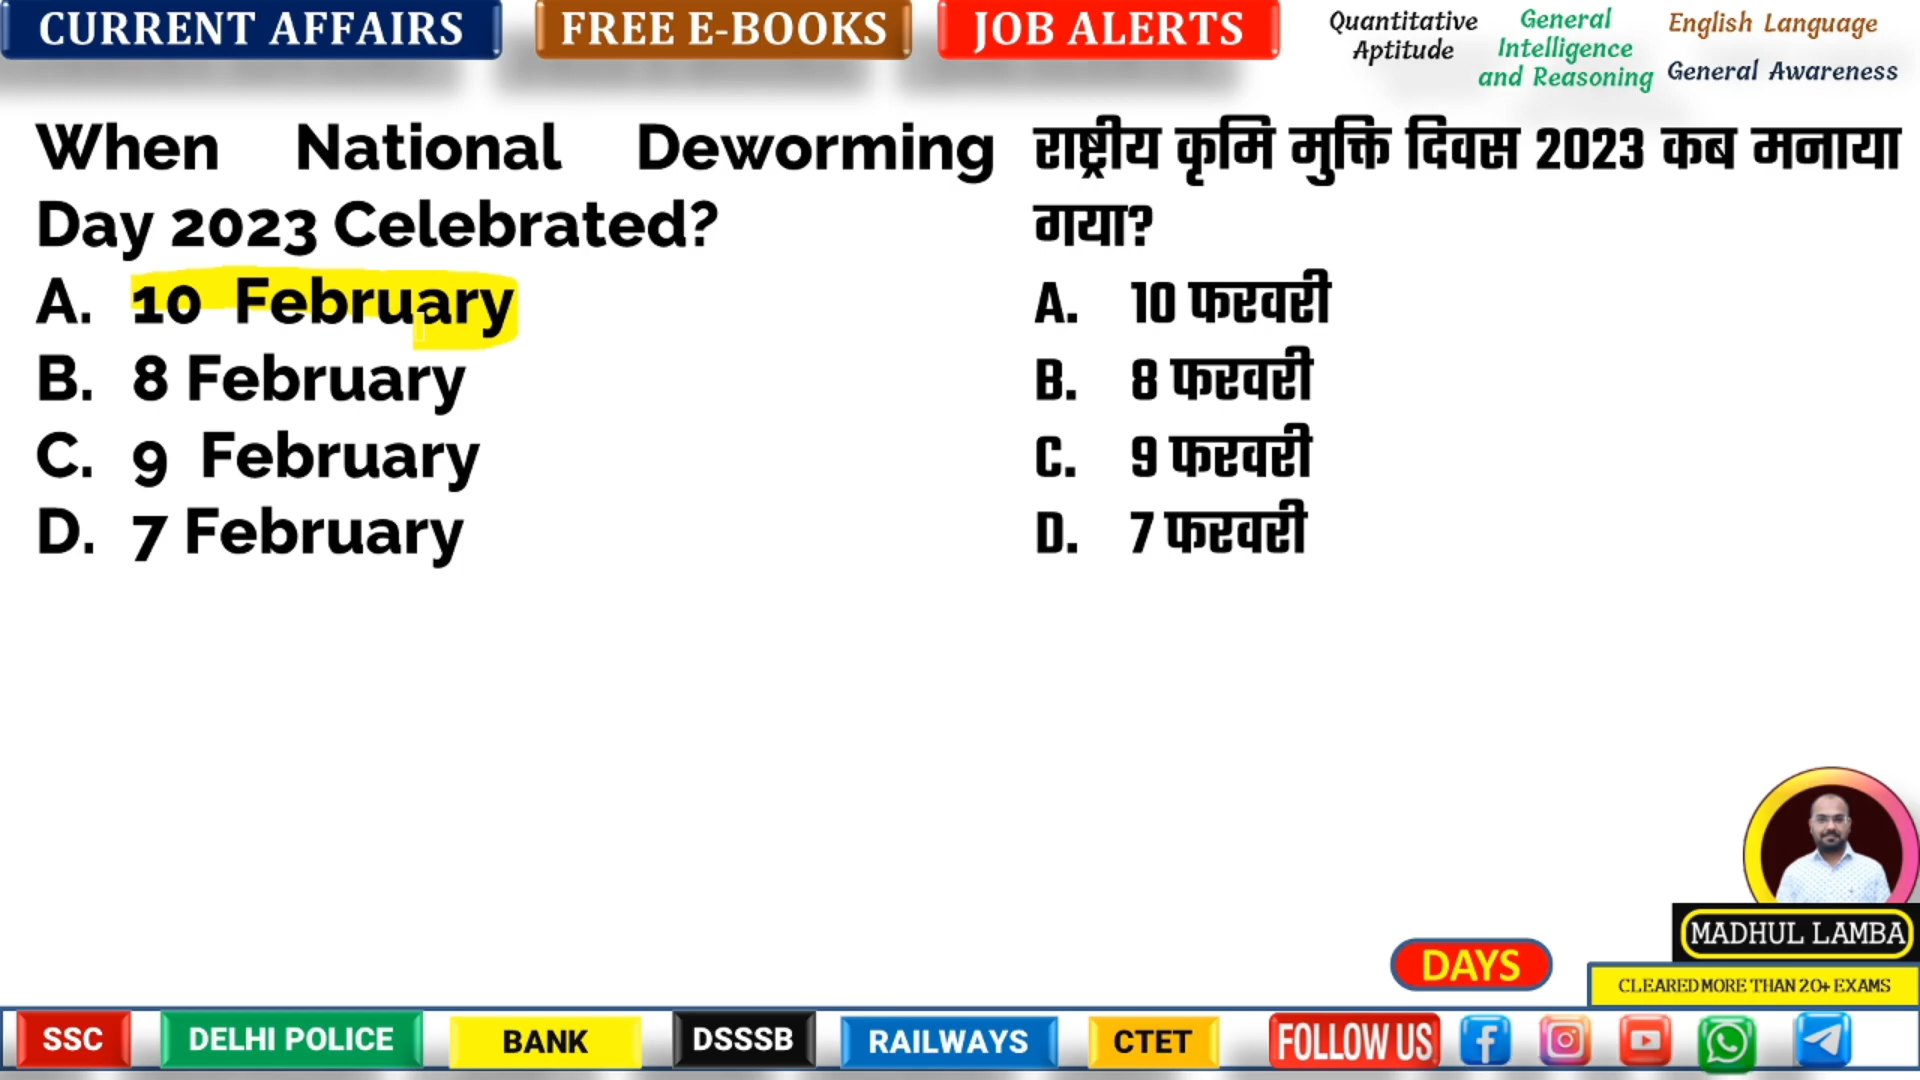 CURRENT AFFAIRS
FREE E-BOOKS
JOB ALERTS
Quantitative
Aptitude
General
Intelligence
and Reasoning
English Language
General Awareness
When National Deworming
Day 2023 Celebrated?
A. 10 February
B. 8 February
C. 9 February
D. 7 February
राष्ट्रीय कृमि मुक्ति दिवस 2023 कब मनाया
गया?
A. 10 फरवरी
B. 8 फरवरी
C. 9 फरवरी
D. 7 फरवरी
MADHUL LAMBA
DAYS
CLEARED MORE THAN 20+ EXAMS
SSC
DELHI POLICE
BANK
DSSSB
RAILWAYS
CTET
FOLLOW US